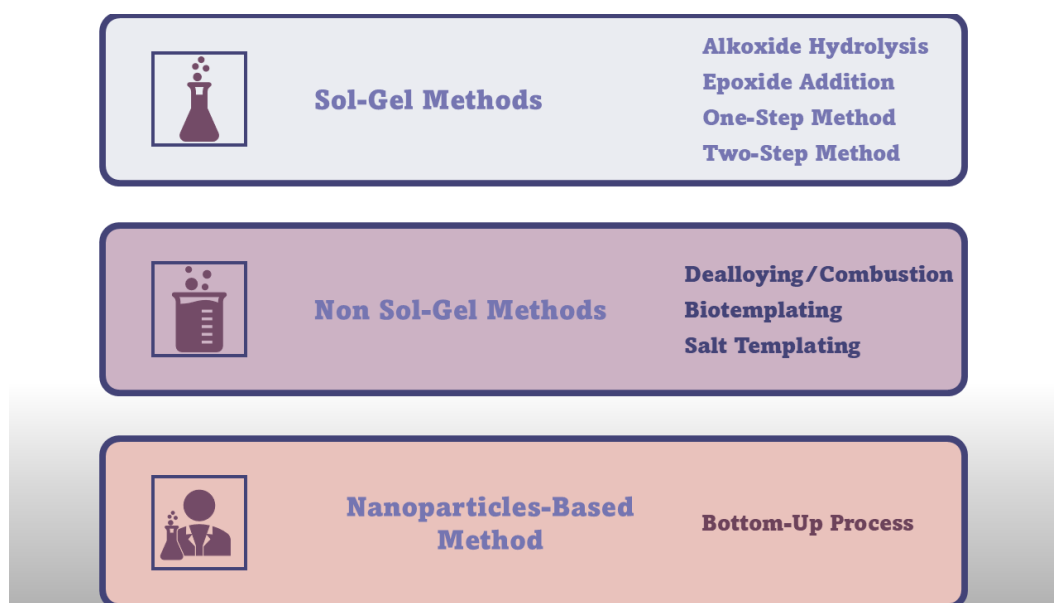 Sol-Gel Methods
Alkoxide Hydrolysis
Epoxide Addition
One-Step Method
Two-Step Method
Non Sol-Gel Methods
Dealloying/Combustion
Biotemplating
Salt Templating
Nanoparticles-Based
Method
Bottom-Up Process